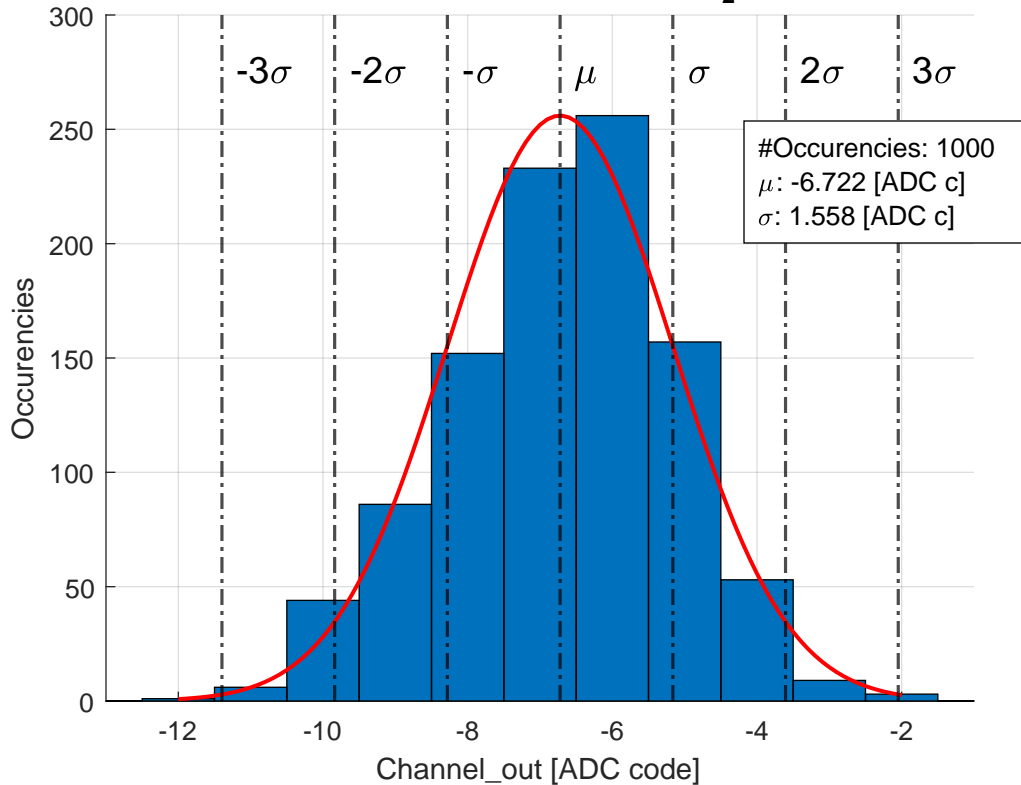 300
250
200
150
100
50
0
-3σ -2σ -σ μ σ 2σ 3σ
#Occurencies: 1000
μ: -6.722 [ADC c]
σ: 1.558 [ADC c]
Occurencies
-12 -10 -8 -6 -4 -2
Channel_out [ADC code]